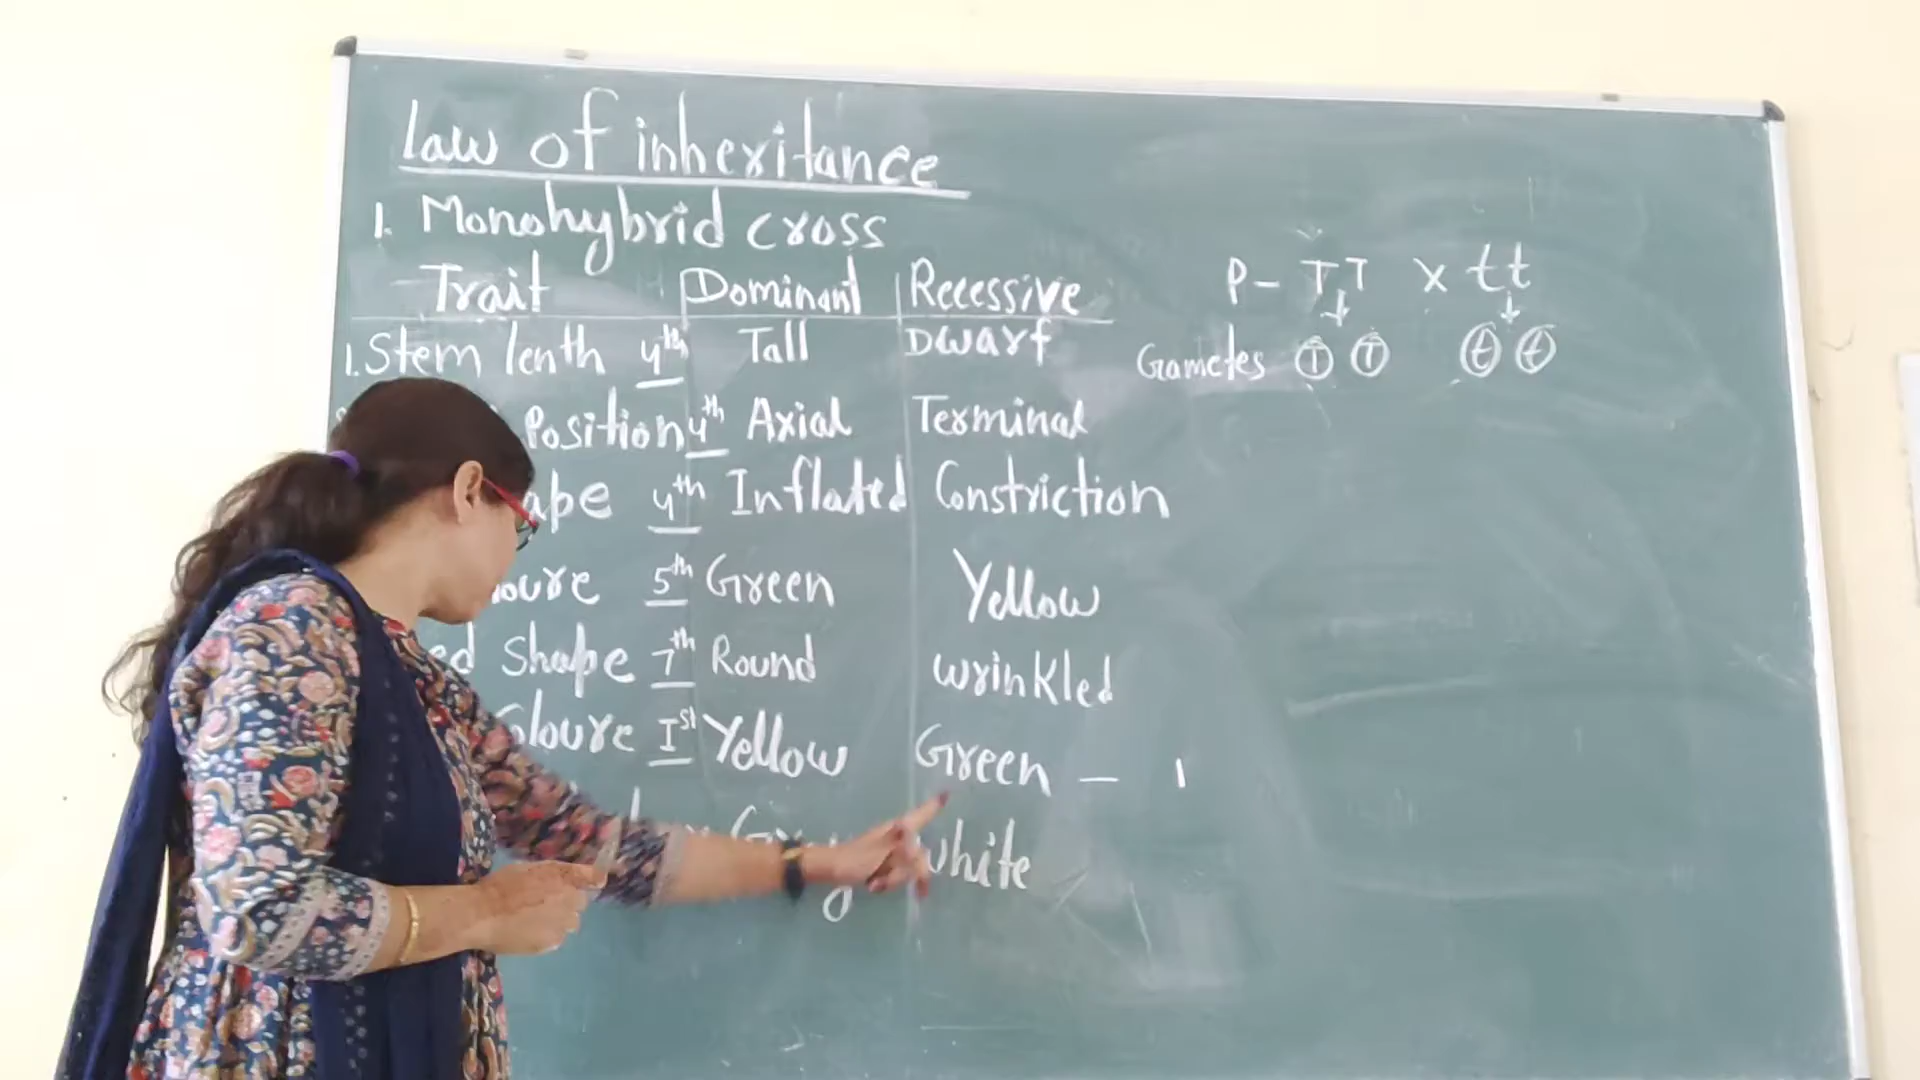 Law of inheritance
1. Monohybrid cross
Trait Dominant Recessive
1. Stem lenth 4th Tall Dwarf
Position 4th Axial Terminal
ape 4th Inflated Constriction
oure 5th Green Yellow
ed Shape 7th Round wrinkled
Coloure Ist Yellow Green — 1
white
P - TT x tt
Gametes T T t t